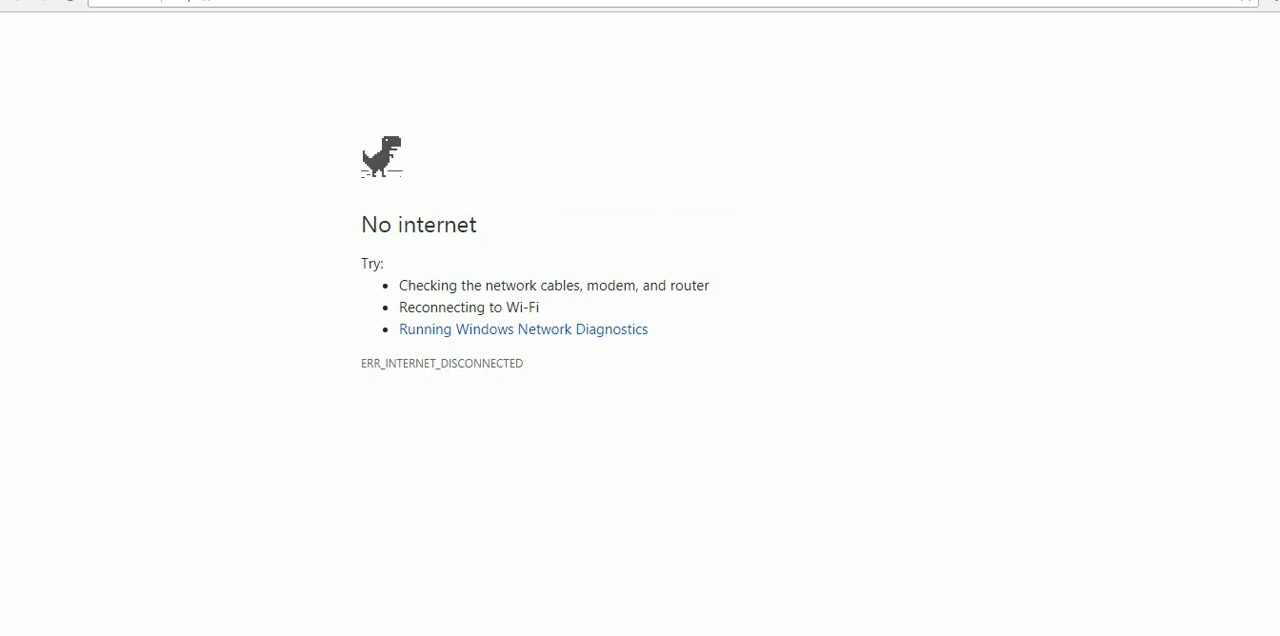 No internet
Try:
Checking the network cables, modem, and router
Reconnecting to Wi-Fi
Running Windows Network Diagnostics
ERR_INTERNET_DISCONNECTED